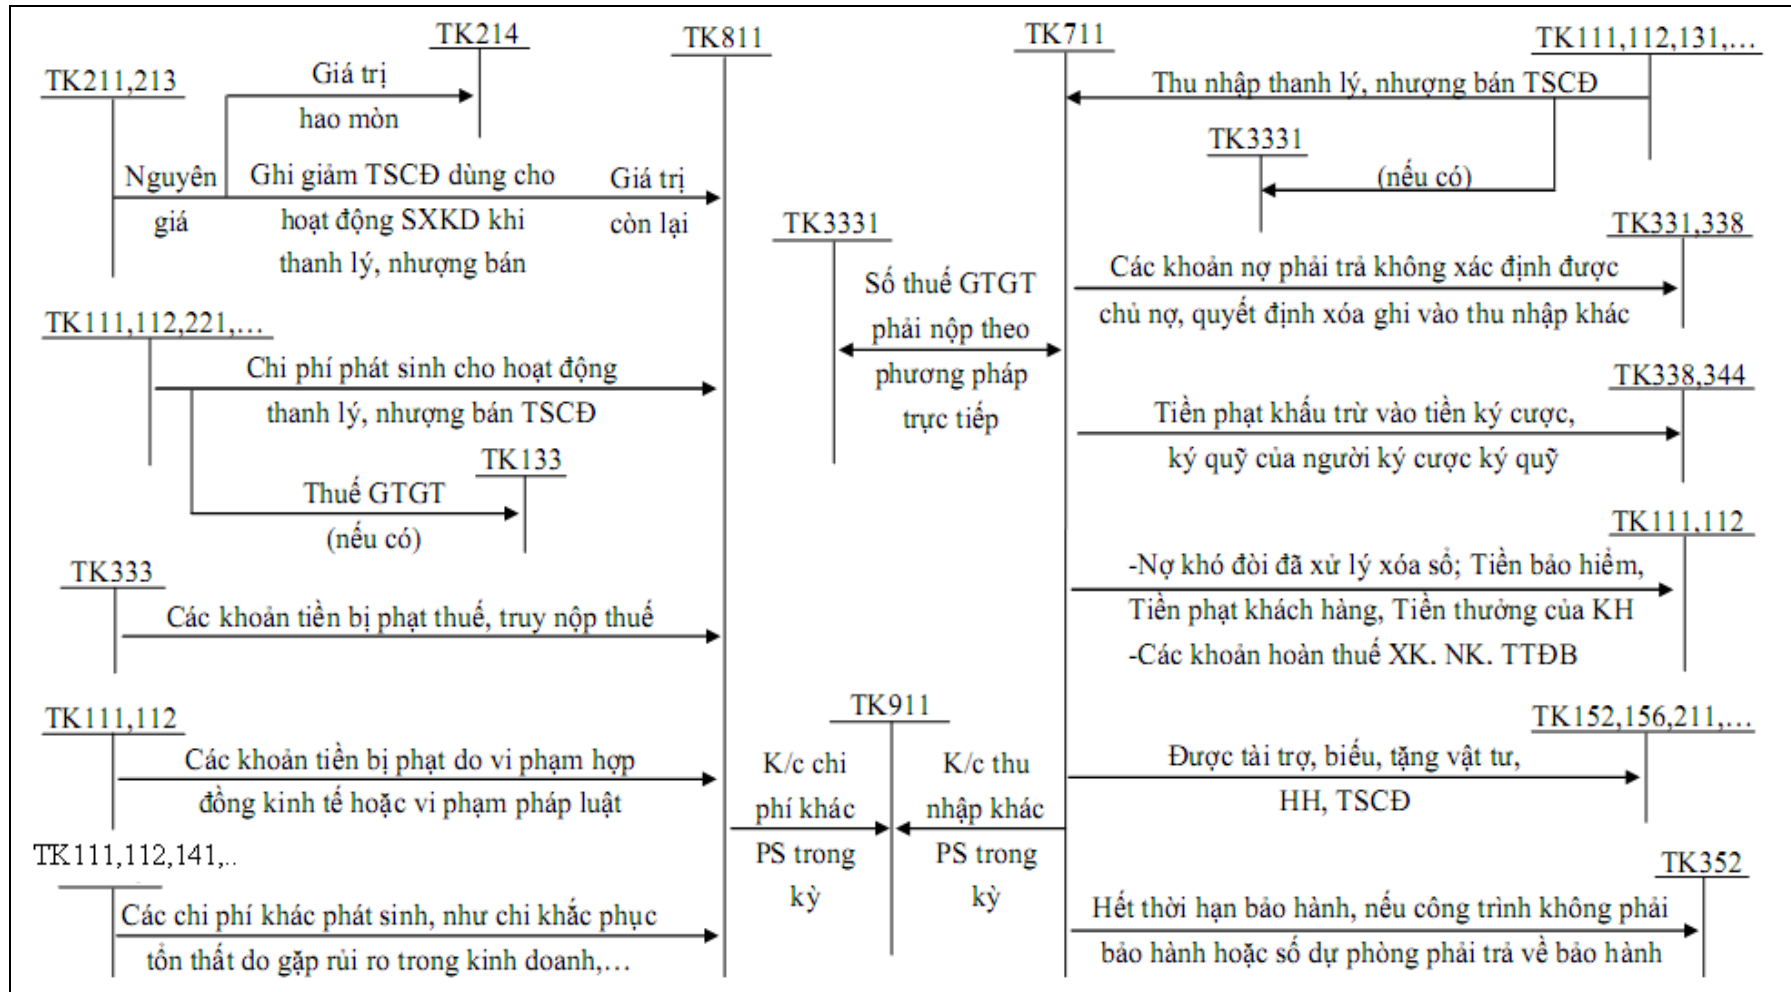 TK211,213
TK214
TK811
Giá trị
hao mòn
Nguyên
giá
Ghi giảm TSCĐ dùng cho
hoạt động SXKD khi
thanh lý, nhượng bán
Giá trị
còn lại
TK111,112,221,...
Chi phí phát sinh cho hoạt động
thanh lý, nhượng bán TSCĐ
TK133
Thuế GTGT
(nếu có)
TK333
Các khoản tiền bị phạt thuế, truy nộp thuế
TK111,112
Các khoản tiền bị phạt do vi phạm hợp
đồng kinh tế hoặc vi phạm pháp luật
TK111,112,141,..
Các chi phí khác phát sinh, như chi khắc phục
tổn thất do gặp rủi ro trong kinh doanh,...
TK3331
Số thuế GTGT
phải nộp theo
phương pháp
trực tiếp
TK911
K/c chi
phí khác
PS trong
kỳ
K/c thu
nhập khác
PS trong
kỳ
TK711
TK111,112,131,...
Thu nhập thanh lý, nhượng bán TSCĐ
TK3331
(nếu có)
TK331,338
Các khoản nợ phải trả không xác định được
chủ nợ, quyết định xóa ghi vào thu nhập khác
TK338,344
Tiền phạt khấu trừ vào tiền ký cược,
ký quỹ của người ký cược ký quỹ
TK111,112
-Nợ khó đòi đã xử lý xóa sổ; Tiền bảo hiểm,
Tiền phạt khách hàng, Tiền thưởng của KH
-Các khoản hoàn thuế XK. NK. TTĐB
TK152,156,211,...
Được tài trợ, biếu, tặng vật tư,
HH, TSCĐ
TK352
Hết thời hạn bảo hành, nếu công trình không phải
bảo hành hoặc số dự phòng phải trả về bảo hành